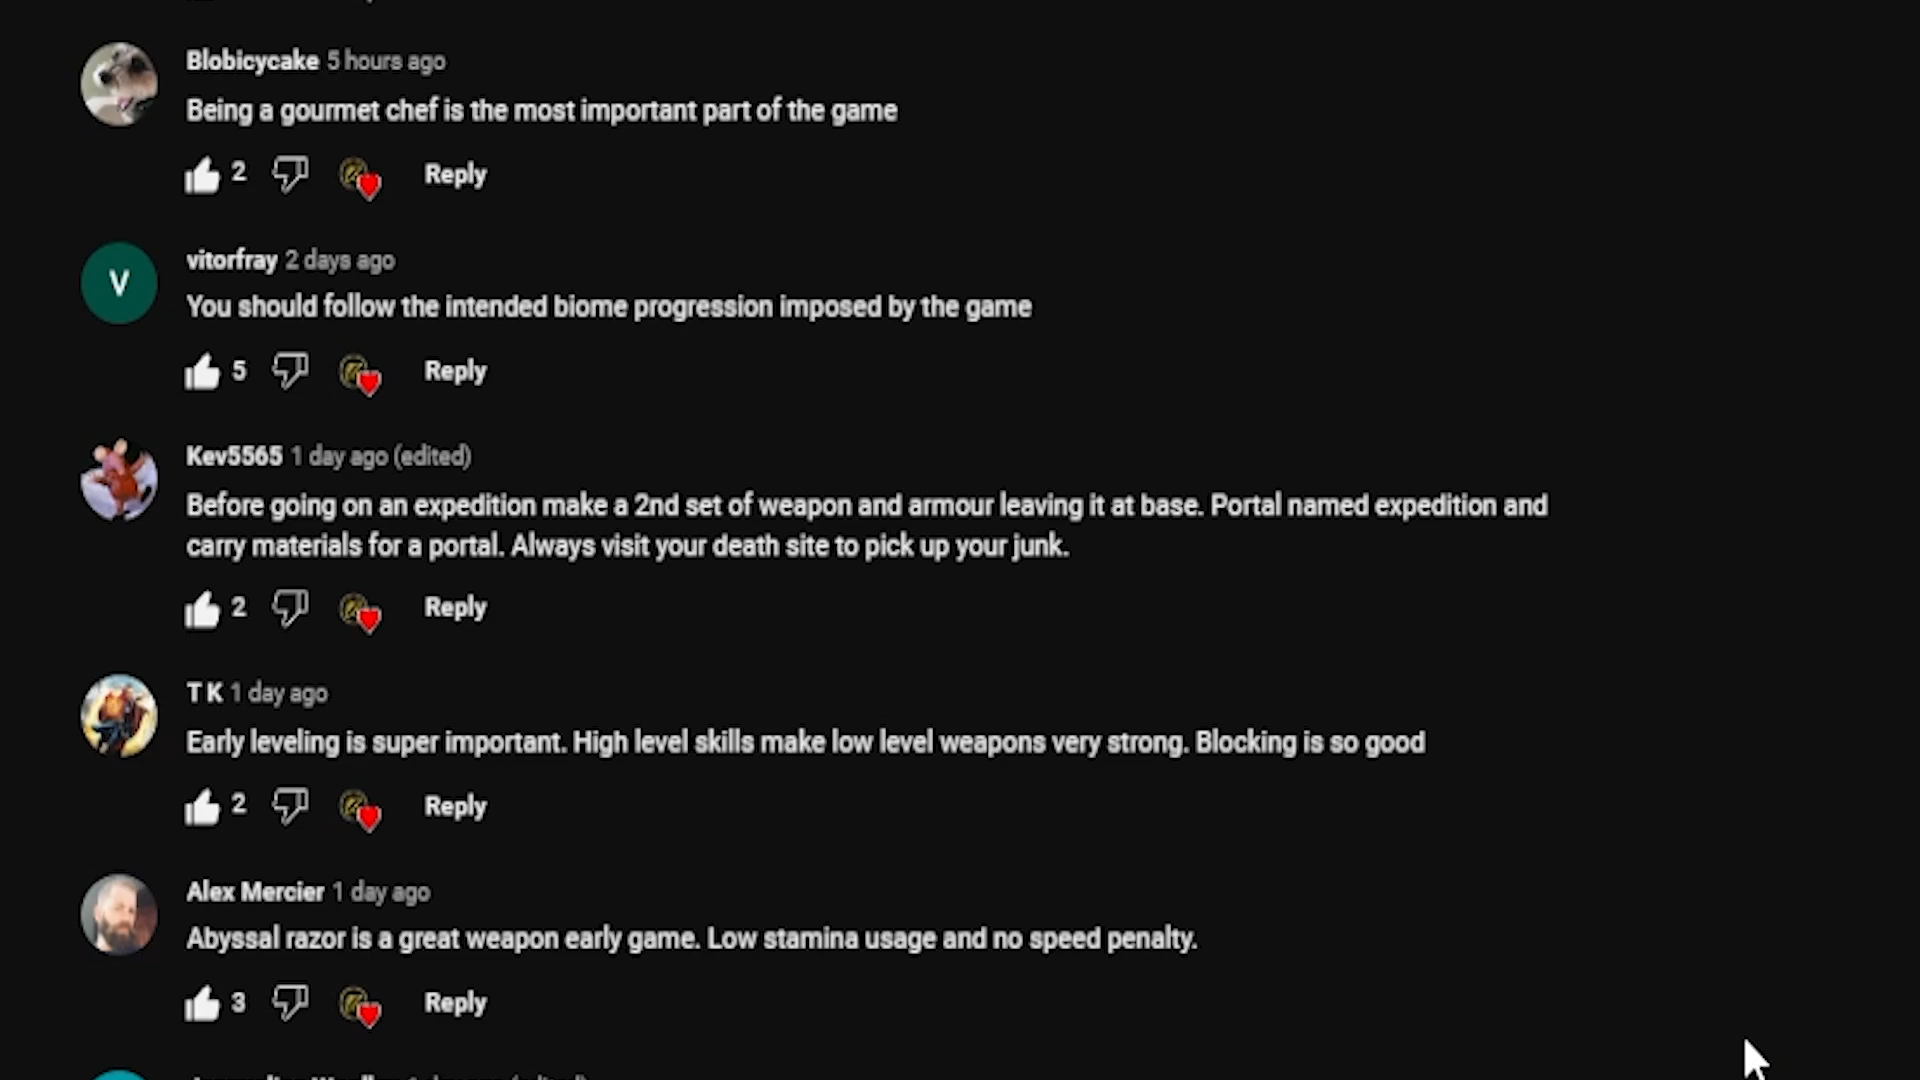 Blobicycake 5 hours ago
Being a gourmet chef is the most important part of the game
2 Reply
V
vitorfray 2 days ago
You should follow the intended biome progression imposed by the game
5 Reply
Kev5565 1 day ago (edited)
Before going on an expedition make a 2nd set of weapon and armour leaving it at base. Portal named expedition and
carry materials for a portal. Always visit your death site to pick up your junk.
2 Reply
T K 1 day ago
Early leveling is super important. High level skills make low level weapons very strong. Blocking is so good
2 Reply
Alex Mercier 1 day ago
Abyssal razor is a great weapon early game. Low stamina usage and no speed penalty.
3 Reply